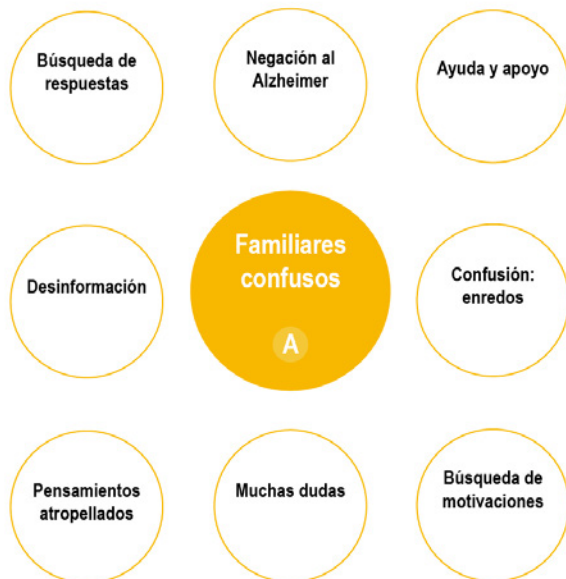 Búsqueda de
respuestas
Negación al
Alzheimer
Ayuda y apoyo
Desinformación
Familiares
confusos
A
Confusión:
enredos
Pensamientos
atropellados
Muchas dudas
Búsqueda de
motivaciones